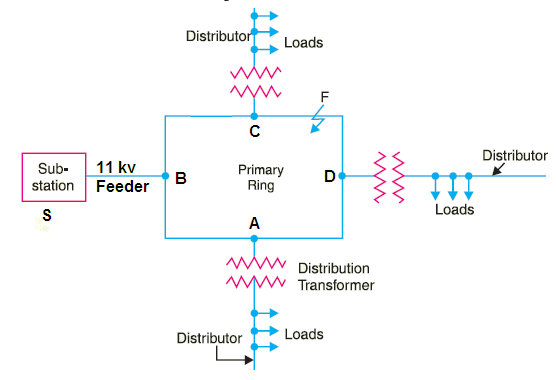 Distributor
Loads
F
C
Sub-
station
S
11 kv
Feeder
B
Primary
Ring
D
Distributor
Loads
A
Distribution
Transformer
Distributor
Loads